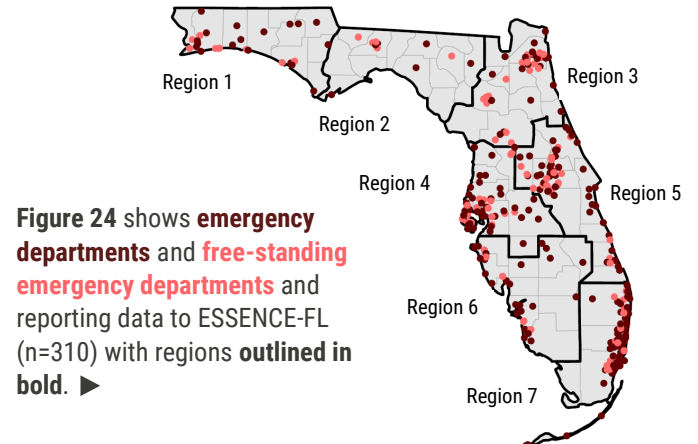 Region 1
Region 2
Region 3
Region 4
Region 5
Figure 24 shows emergency
departments and free-standing
emergency departments and
reporting data to ESSENCE-FL
(n=310) with regions outlined in
bold. ►
Region 6
Region 7